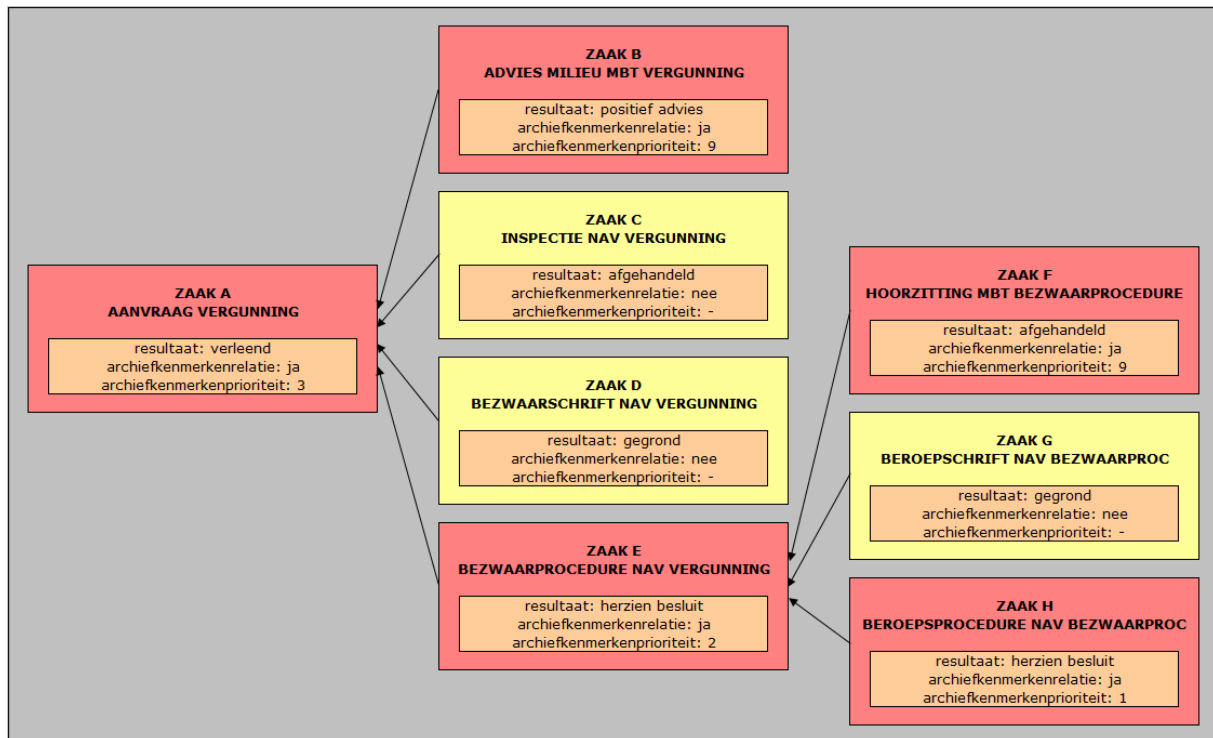 ZAAK A
AANVRAAG VERGUNNING
resultaat: verleend
archiefkenmerkenrelatie: ja
archiefkenmerkenprioriteit: 3
ZAAK B
ADVIES MILIEU MBT VERGUNNING
resultaat: positief advies
archiefkenmerkenrelatie: ja
archiefkenmerkenprioriteit: 9
ZAAK C
INSPECTIE NAV VERGUNNING
resultaat: afgehandeld
archiefkenmerkenrelatie: nee
archiefkenmerkenprioriteit: -
ZAAK D
BEZWAARSCHRIFT NAV VERGUNNING
resultaat: gegrond
archiefkenmerkenrelatie: nee
archiefkenmerkenprioriteit: -
ZAAK E
BEZWAARPROCEDURE NAV VERGUNNING
resultaat: herzien besluit
archiefkenmerkenrelatie: ja
archiefkenmerkenprioriteit: 2
ZAAK F
HOORZITTING MBT BEZWAARPROCEDURE
resultaat: afgehandeld
archiefkenmerkenrelatie: ja
archiefkenmerkenprioriteit: 9
ZAAK G
BEROEPSCHRIFT NAV BEZWAARPROC
resultaat: gegrond
archiefkenmerkenrelatie: nee
archiefkenmerkenprioriteit: -
ZAAK H
BEROEPSPROCEDURE NAV BEZWAARPROC
resultaat: herzien besluit
archiefkenmerkenrelatie: ja
archiefkenmerkenprioriteit: 1